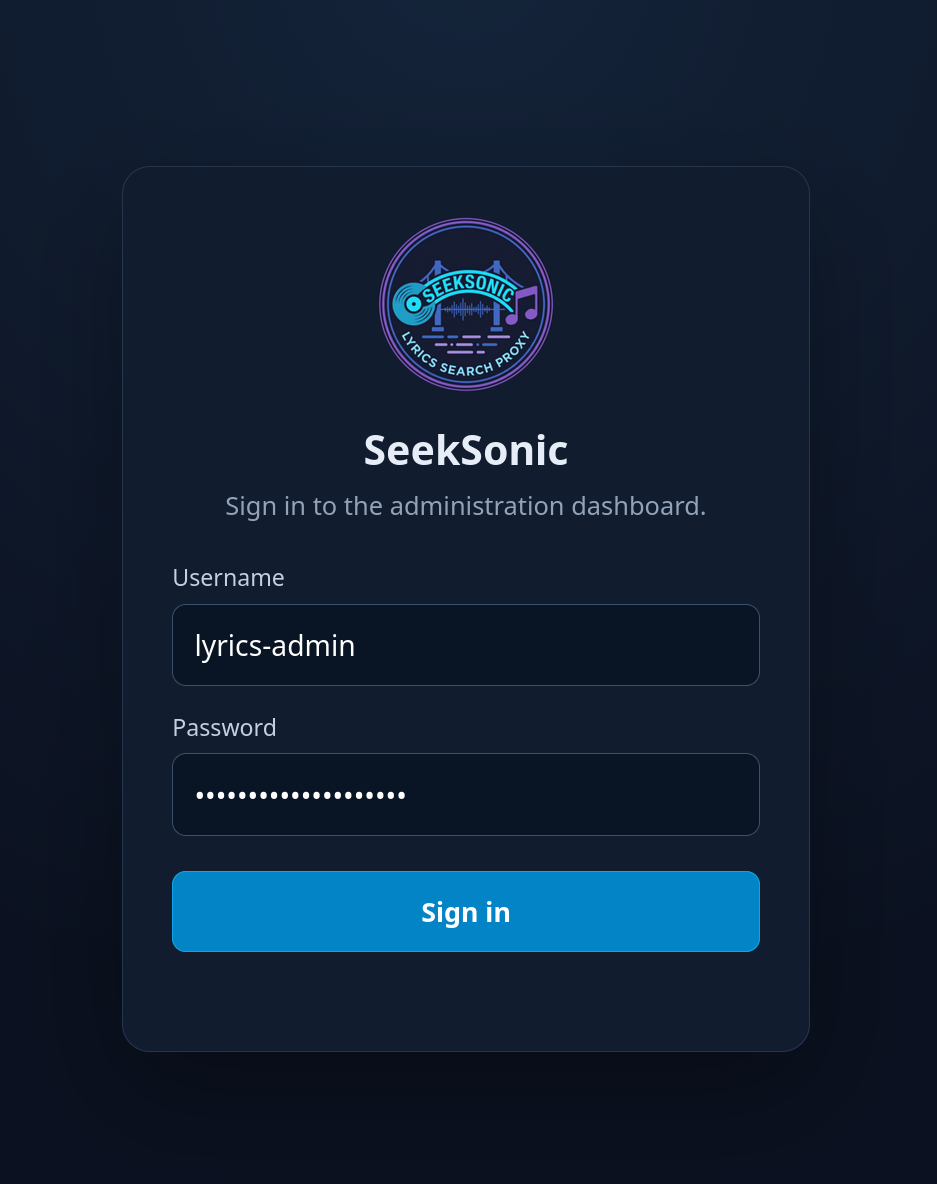 SEEKSONIC
LYRICS SEARCH PROXY
SeekSonic
Sign in to the administration dashboard.
Username
lyrics-admin
Password
••••••••••••••••••••
Sign in